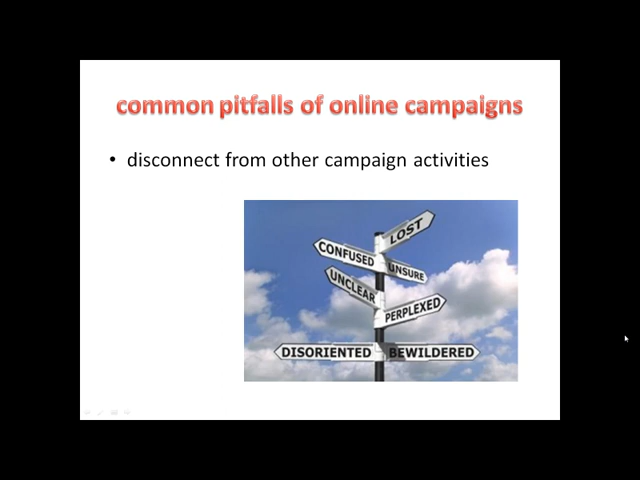 common pitfalls of online campaigns
• disconnect from other campaign activities
LOST
CONFUSED
UNSURE
UNCLEAR
PERPLEXED
DISORIENTED
BEWILDERED